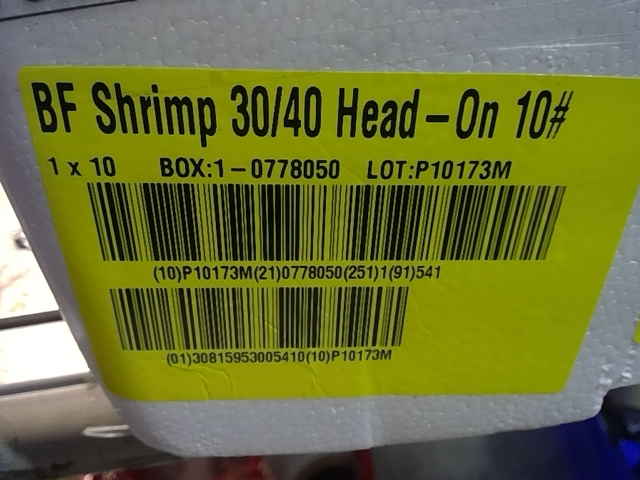 BF Shrimp 30/40 Head-On 10#
1 x 10 BOX:1-0778050 LOT:P10173M
(10)P10173M(21)0778050(251)1(91)541
(01)30815953005410(10)P10173M